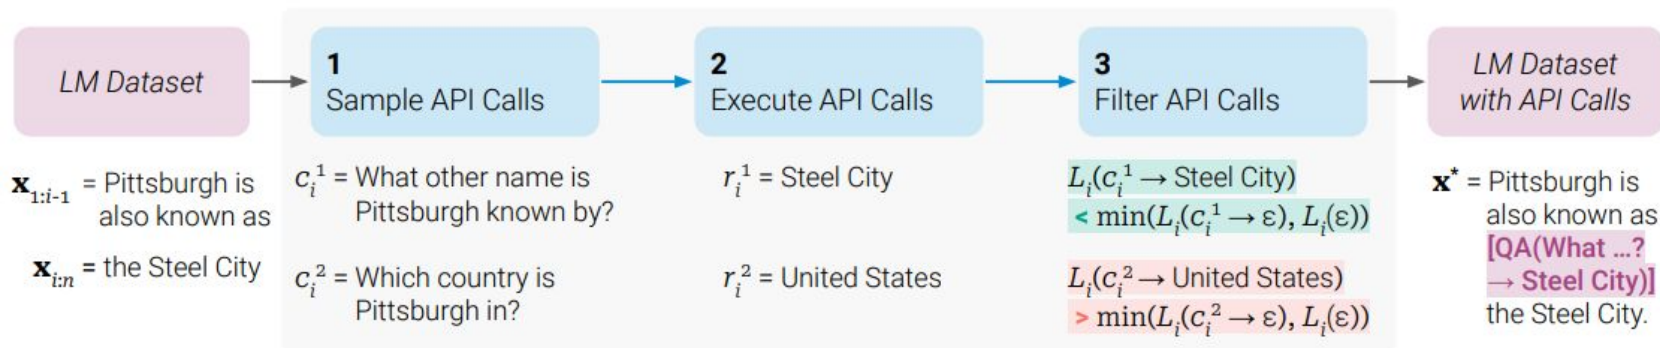 LM Dataset
1
Sample API Calls
2
Execute API Calls
3
Filter API Calls
LM Dataset
with API Calls
x1:i-1 = Pittsburgh is
also known as
xi:n = the Steel City
ci1 = What other name is
Pittsburgh known by?
ci2 = Which country is
Pittsburgh in?
ri1 = Steel City
ri2 = United States
Li(ci1 → Steel City)
< min(Li(ci1 → ε), Li(ε))
Li(ci2 → United States)
> min(Li(ci2 → ε), Li(ε))
x* = Pittsburgh is
also known as
[QA(What ...?
→ Steel City)]
the Steel City.